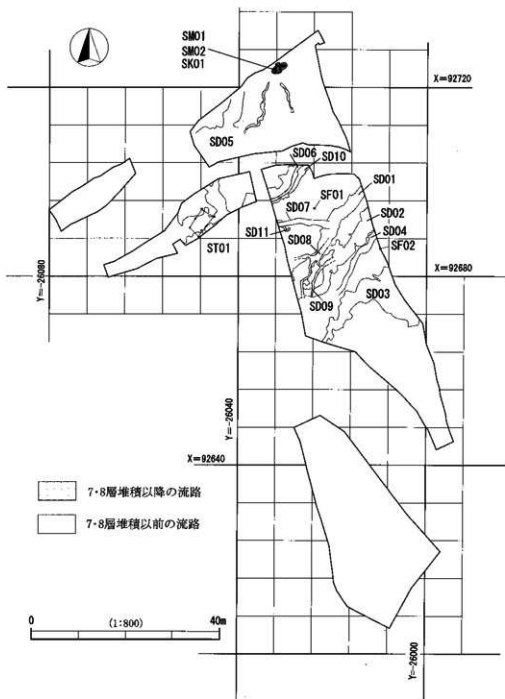 SM01
SM02
SK01
X=92720
SD05
SD06
SD10
SD01
SF01
SD07
SD02
SD11
SD04
SD08
SF02
ST01
Y=-26080
X=92680
SD03
SD09
Y=-26040
X=92640
7・8層堆積以降の流路
7・8層堆積以前の流路
0 (1:800) 40m
Y=-26000